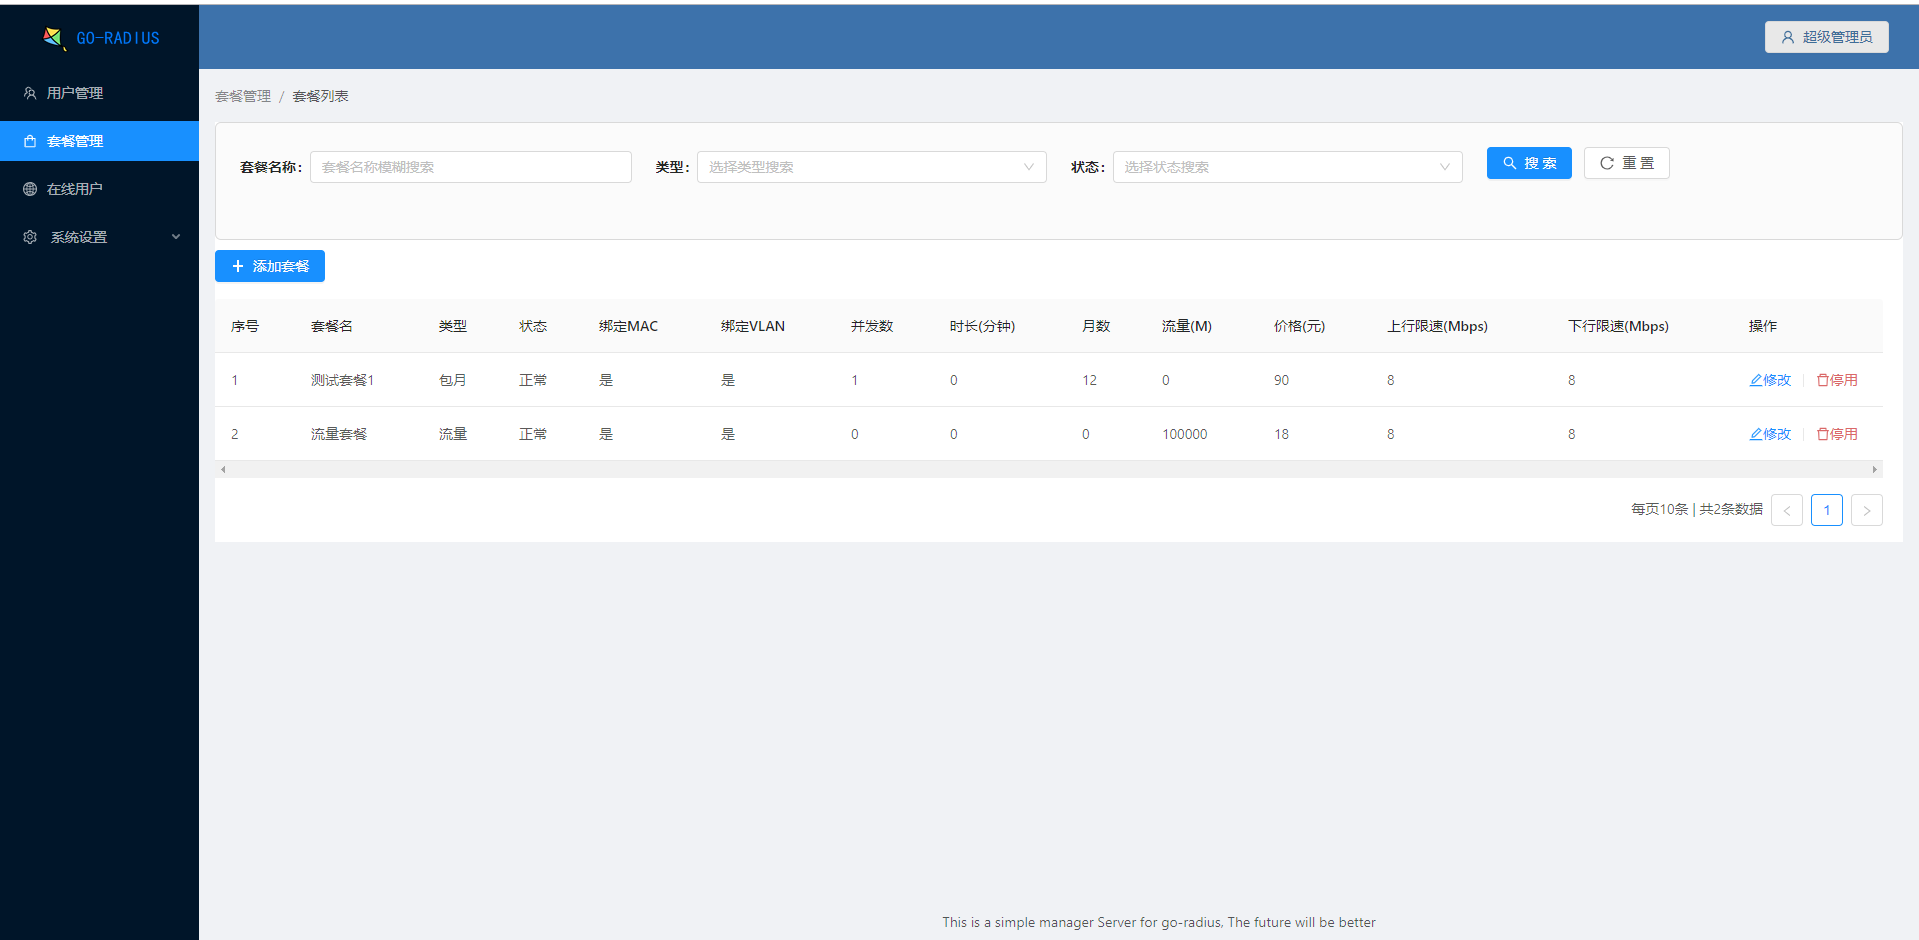 GO-RADIUS
超级管理员
用户管理
套餐管理
在线用户
系统设置
套餐管理 / 套餐列表
套餐名称: 套餐名称模糊搜索 类型: 选择类型搜索 状态: 选择状态搜索 搜 索 重 置
添加套餐
序号 套餐名 类型 状态 绑定MAC 绑定VLAN 并发数 时长(分钟) 月数 流量(M) 价格(元) 上行限速(Mbps) 下行限速(Mbps) 操作
1 测试套餐1 包月 正常 是 是 1 0 12 0 90 8 8 修改 停用
2 流量套餐 流量 正常 是 是 0 0 0 100000 18 8 8 修改 停用
每页10条 | 共2条数据 < 1 >
This is a simple manager Server for go-radius, The future will be better